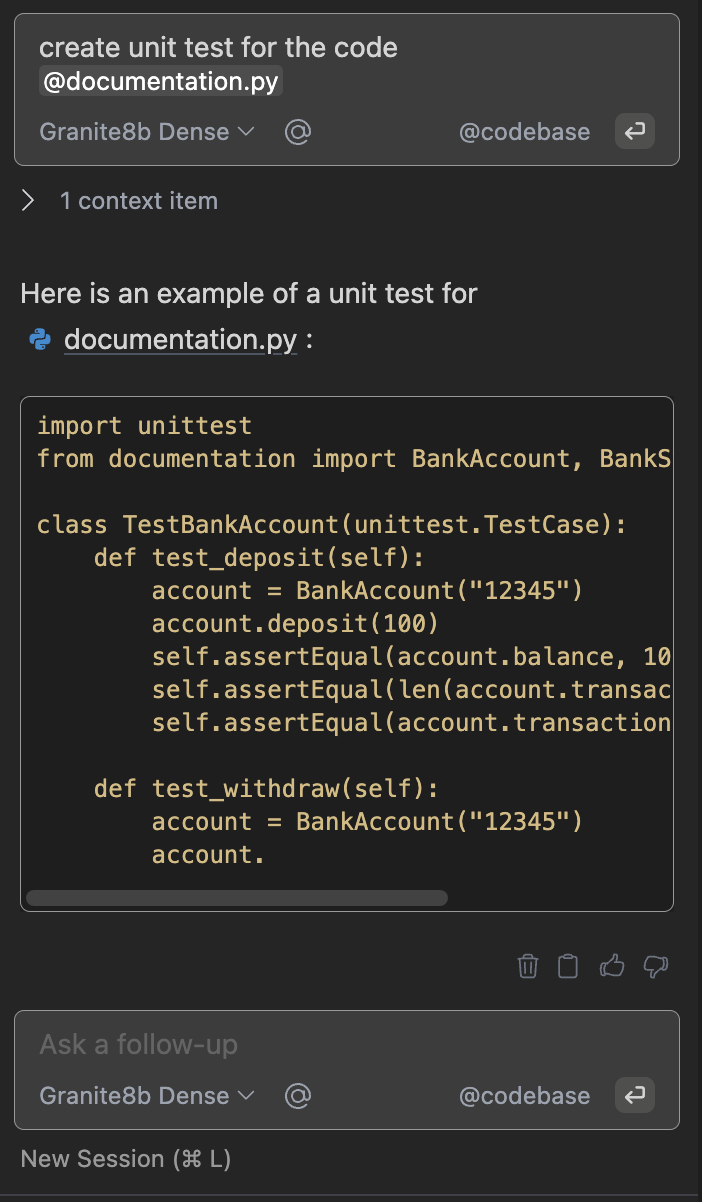 create unit test for the code
@documentation.py
Granite8b Dense @codebase
1 context item
Here is an example of a unit test for
documentation.py :
import unittest
from documentation import BankAccount, BankS
class TestBankAccount(unittest.TestCase):
    def test_deposit(self):
        account = BankAccount("12345")
        account.deposit(100)
        self.assertEqual(account.balance, 10
        self.assertEqual(len(account.transac
        self.assertEqual(account.transaction
    def test_withdraw(self):
        account = BankAccount("12345")
        account.
Ask a follow-up
Granite8b Dense @codebase
New Session (⌘ L)